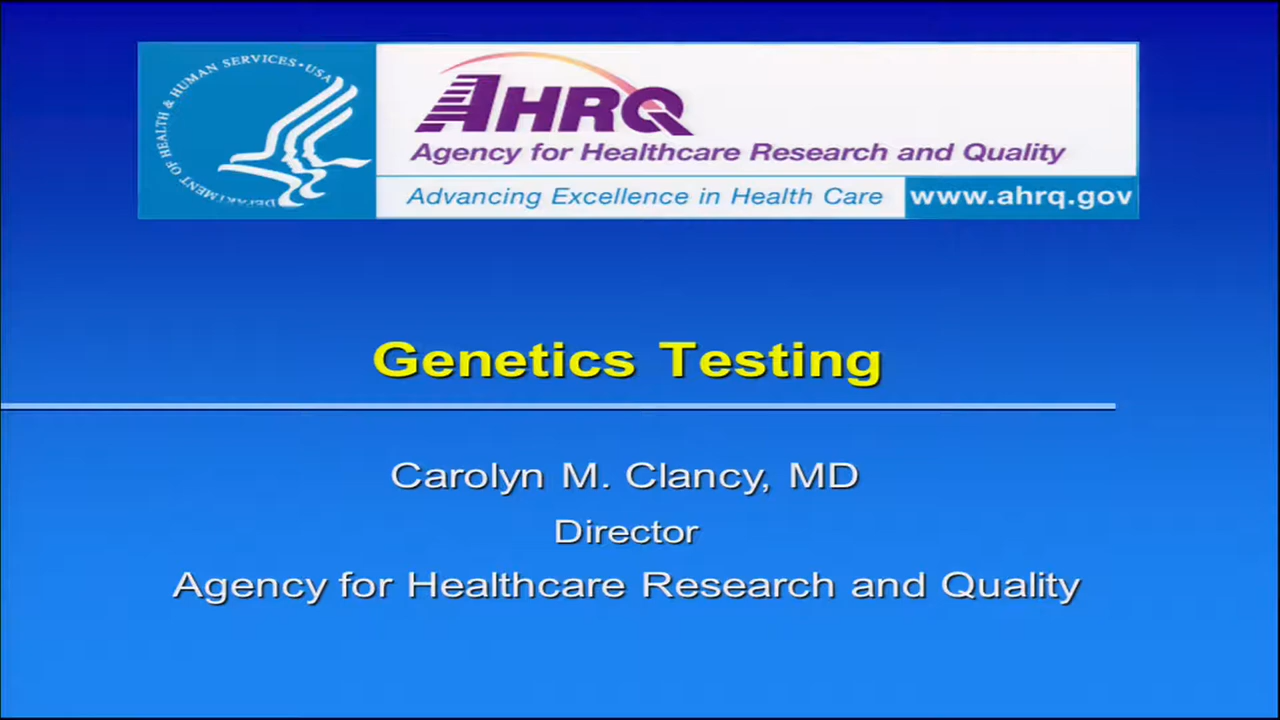 DEPARTMENT OF HEALTH & HUMAN SERVICES • USA
AHRQ
Agency for Healthcare Research and Quality
Advancing Excellence in Health Care
www.ahrq.gov
Genetics Testing
Carolyn M. Clancy, MD
Director
Agency for Healthcare Research and Quality